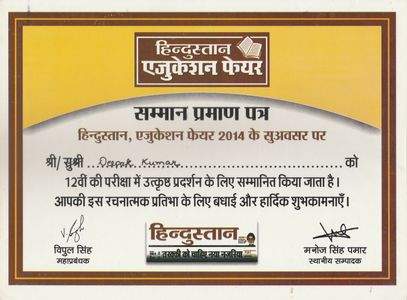 हिन्दुस्तान
एजुकेशन फेयर
सम्मान प्रमाण पत्र
हिन्दुस्तान, एजुकेशन फेयर 2014 के सुअवसर पर
श्री/ सुश्री ...Deepak Kumar... को
12वीं की परीक्षा में उत्कृष्ठ प्रदर्शन के लिए सम्मानित किया जाता है।
आपकी इस रचनात्मक प्रतिभा के लिए बधाई और हार्दिक शुभकामनाएँ।
हिन्दुस्तान
तरक्की को चाहिए नया नजरिया
विपुल सिंह
महाप्रबंधक
मनोज सिंह पमार
स्थानीय सम्पादक